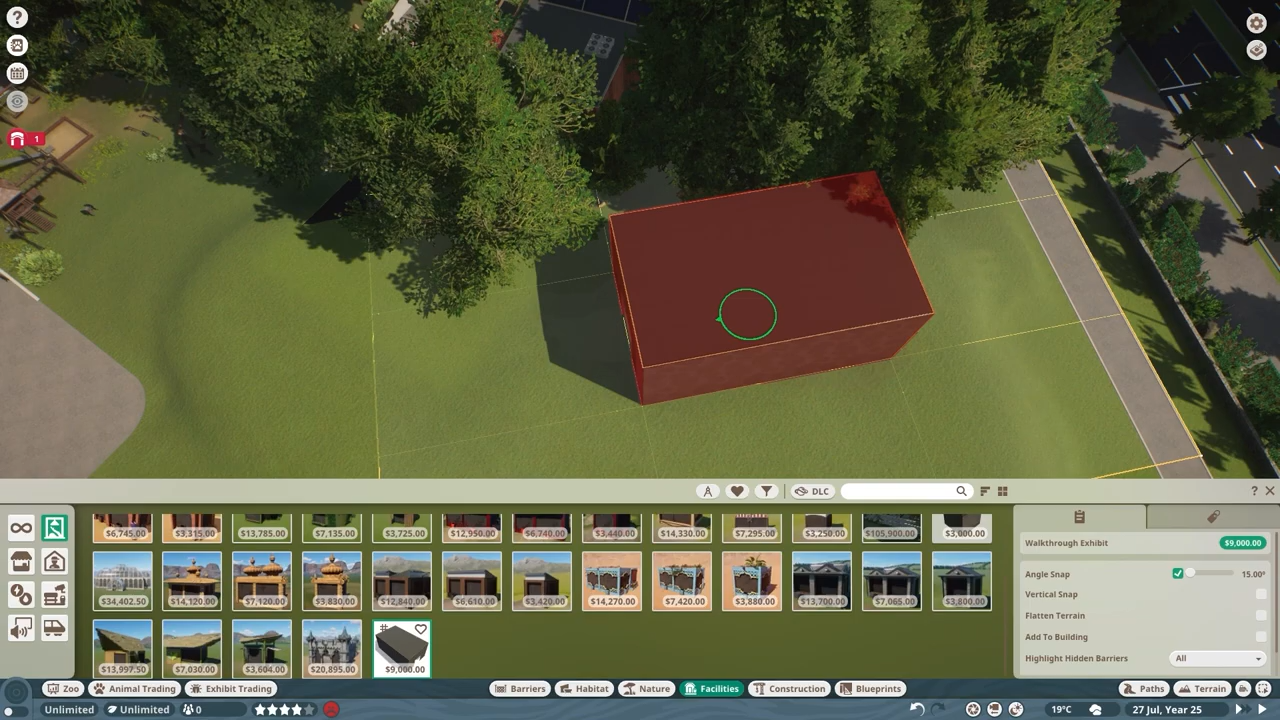 ?
1
DLC
?
$6,745.00 $9,315.00 $13,785.00 $7,135.00 $3,725.00 $12,950.00 $6,740.00 $3,440.00 $14,330.00 $7,295.00 $3,250.00 $105,900.00 $3,000.00
$34,402.50 $14,120.00 $7,120.00 $3,830.00 $12,840.00 $6,610.00 $3,420.00 $14,270.00 $7,420.00 $3,880.00 $13,700.00 $7,065.00 $3,800.00
$13,997.50 $7,030.00 $3,604.00 $20,895.00 $9,000.00
Walkthrough Exhibit $9,000.00
Angle Snap 15.00°
Vertical Snap
Flatten Terrain
Add To Building
Highlight Hidden Barriers All
Zoo Animal Trading Exhibit Trading Barriers Habitat Nature Facilities Construction Blueprints Paths Terrain
Unlimited Unlimited 0 19°C 27 Jul, Year 25